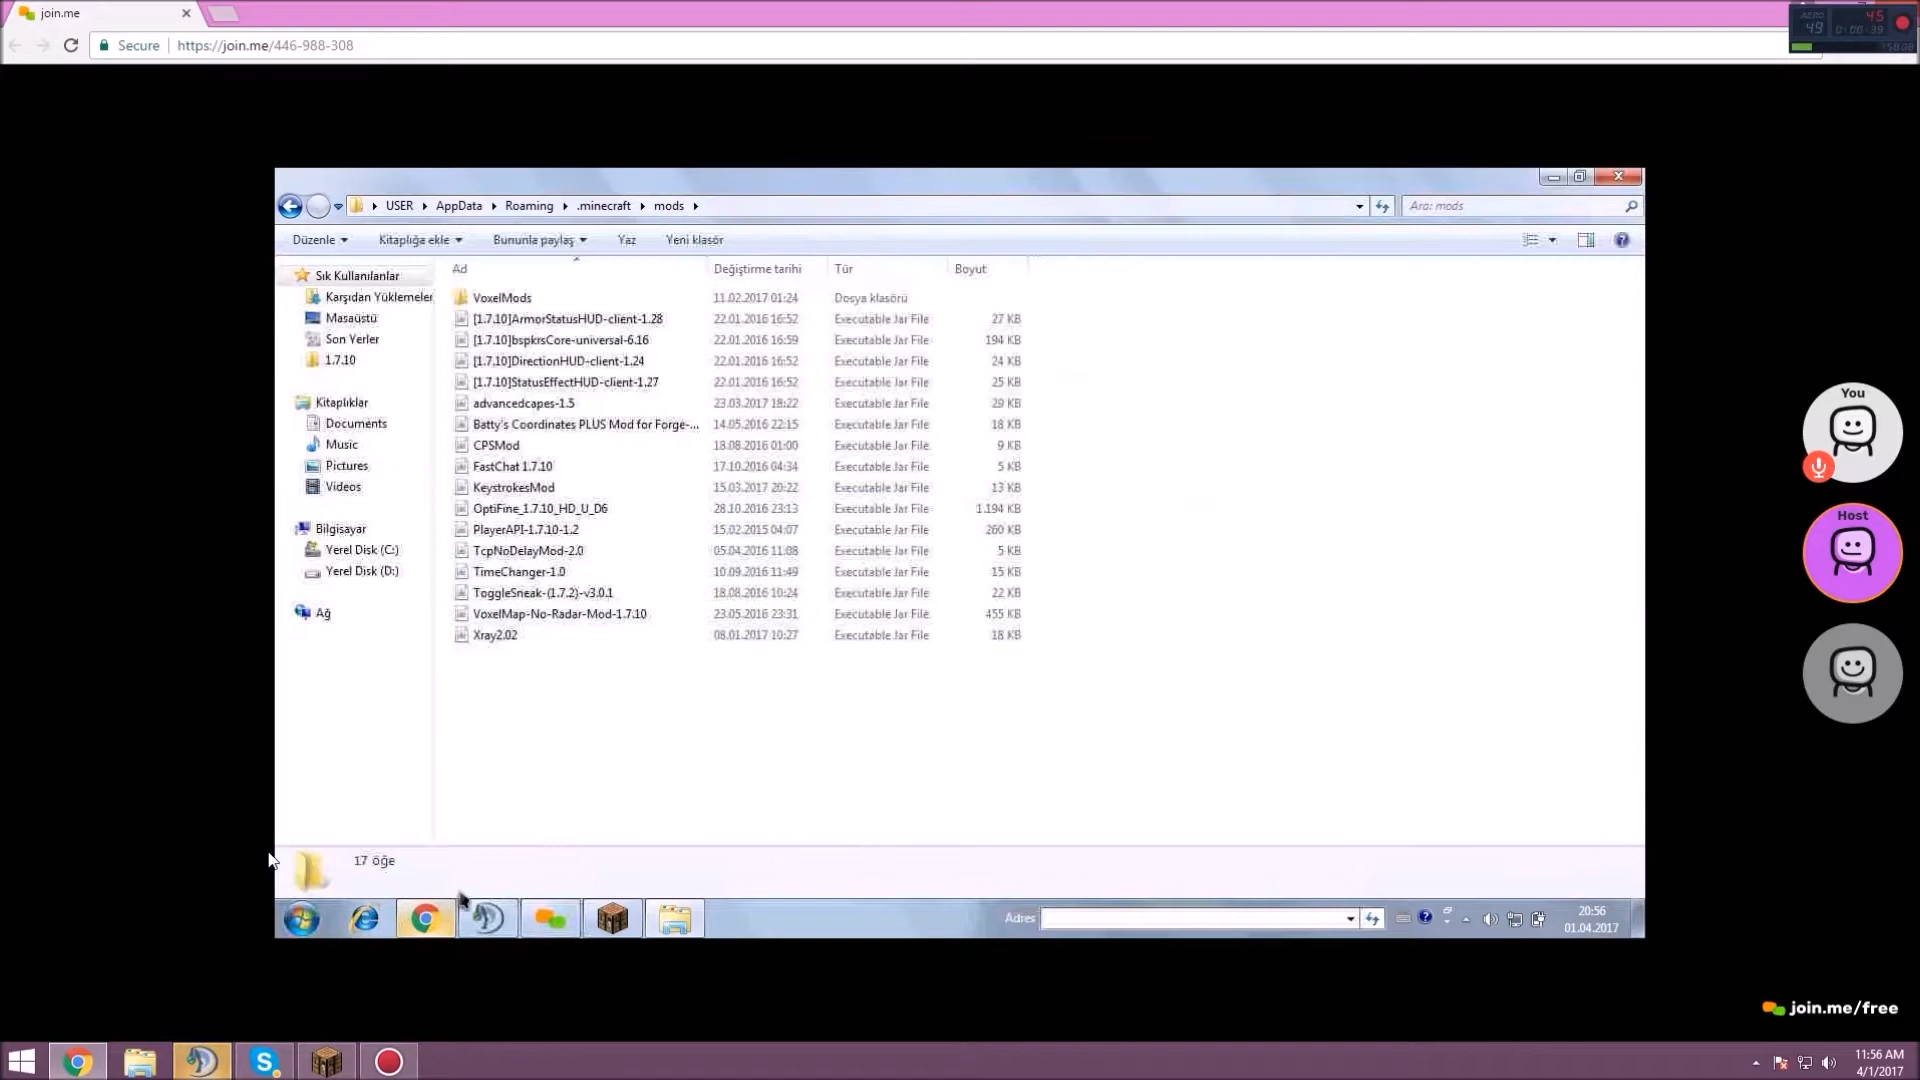 join.me
Secure https://join.me/446-988-308
49
45
USER AppData Roaming .minecraft mods
Ara: mods
Düzenle Kitaplığa ekle Bununla paylaş Yaz Yeni klasör
Ad Değiştirme tarihi Tür Boyut
Sık Kullanılanlar
Karşıdan Yüklemeler
Masaüstü
Son Yerler
1.7.10
Kitaplıklar
Documents
Music
Pictures
Videos
Bilgisayar
Yerel Disk (C:)
Yerel Disk (D:)
Ağ
VoxelMods 11.02.2017 01:24 Dosya klasörü
[1.7.10]ArmorStatusHUD-client-1.28 22.01.2016 16:52 Executable Jar File 27 KB
[1.7.10]bspkrsCore-universal-6.16 22.01.2016 16:59 Executable Jar File 194 KB
[1.7.10]DirectionHUD-client-1.24 22.01.2016 16:52 Executable Jar File 24 KB
[1.7.10]StatusEffectHUD-client-1.27 22.01.2016 16:52 Executable Jar File 25 KB
advancedcapes-1.5 23.03.2017 18:22 Executable Jar File 29 KB
Batty's Coordinates PLUS Mod for Forge-... 14.05.2016 22:15 Executable Jar File 18 KB
CPSMod 18.08.2016 01:00 Executable Jar File 9 KB
FastChat 1.7.10 17.10.2016 04:34 Executable Jar File 5 KB
KeystrokesMod 15.03.2017 20:22 Executable Jar File 13 KB
OptiFine_1.7.10_HD_U_D6 28.10.2016 23:13 Executable Jar File 1.194 KB
PlayerAPI-1.7.10-1.2 15.02.2015 04:07 Executable Jar File 260 KB
TcpNoDelayMod-2.0 05.04.2016 11:08 Executable Jar File 5 KB
TimeChanger-1.0 10.09.2016 11:49 Executable Jar File 15 KB
ToggleSneak-(1.7.2)-v3.0.1 18.08.2016 10:24 Executable Jar File 22 KB
VoxelMap-No-Radar-Mod-1.7.10 23.05.2016 23:31 Executable Jar File 455 KB
Xray2.02 08.01.2017 10:27 Executable Jar File 18 KB
17 öğe
Adres
20:56
01.04.2017
You
Host
join.me/free
11:56 AM
4/1/2017